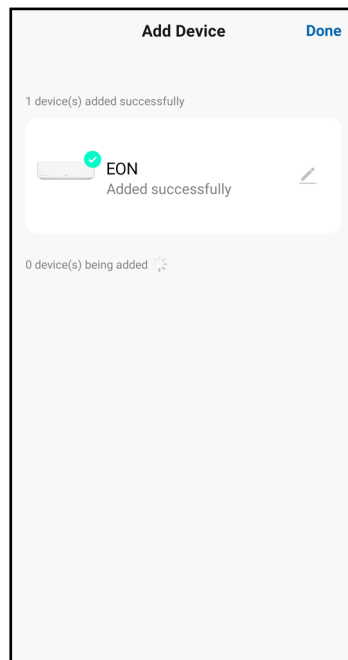 Add Device
Done
1 device(s) added successfully
EON
Added successfully
0 device(s) being added